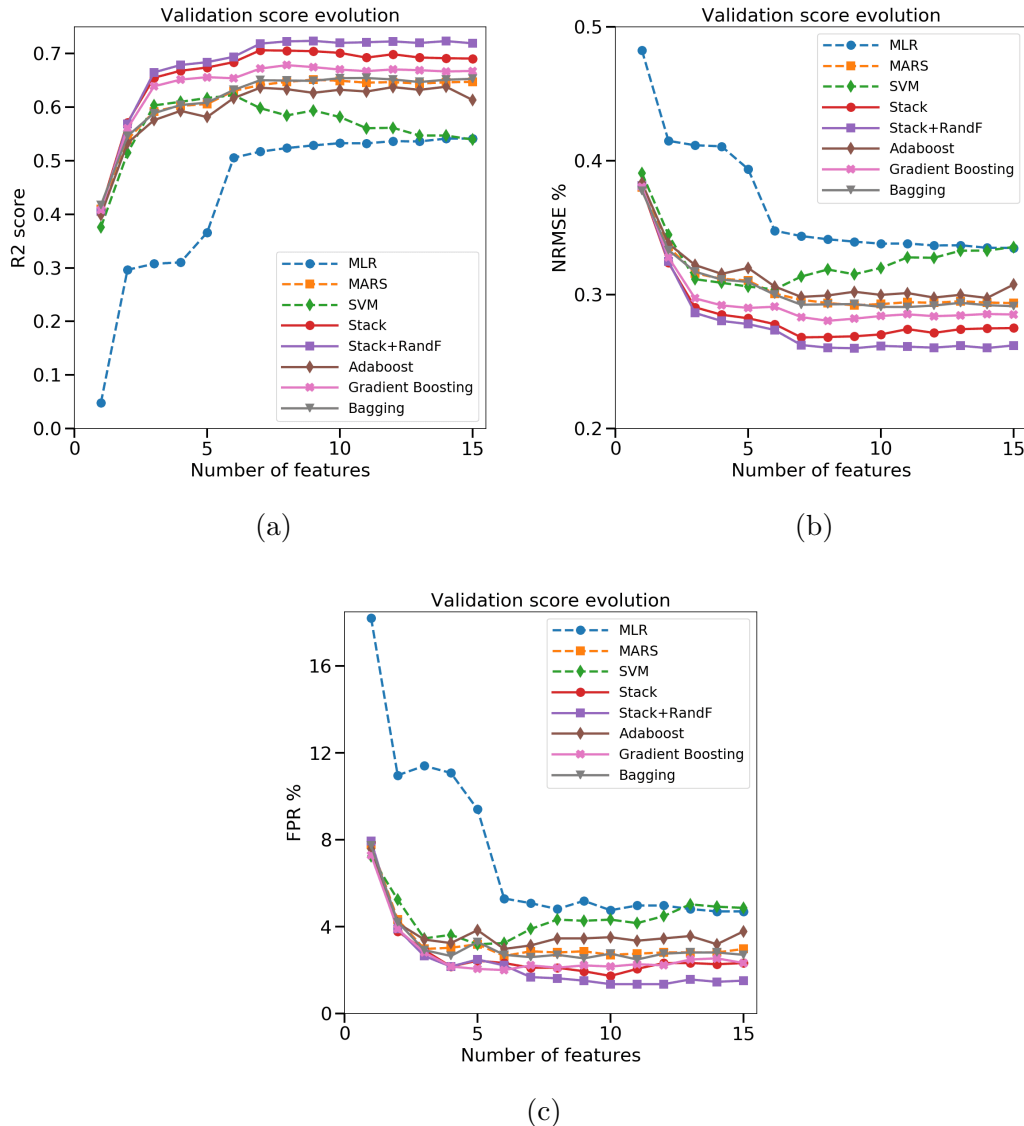 Validation score evolution
R2 score
0.7
0.6
0.5
0.4
0.3
0.2
0.1
0.0
0
5
10
15
Number of features
MLR
MARS
SVM
Stack
Stack+RandF
Adaboost
Gradient Boosting
Bagging
(a)
Validation score evolution
NRMSE %
0.5
0.4
0.3
0.2
0
5
10
15
Number of features
MLR
MARS
SVM
Stack
Stack+RandF
Adaboost
Gradient Boosting
Bagging
(b)
Validation score evolution
FPR %
16
12
8
4
0
0
5
10
15
Number of features
MLR
MARS
SVM
Stack
Stack+RandF
Adaboost
Gradient Boosting
Bagging
(c)